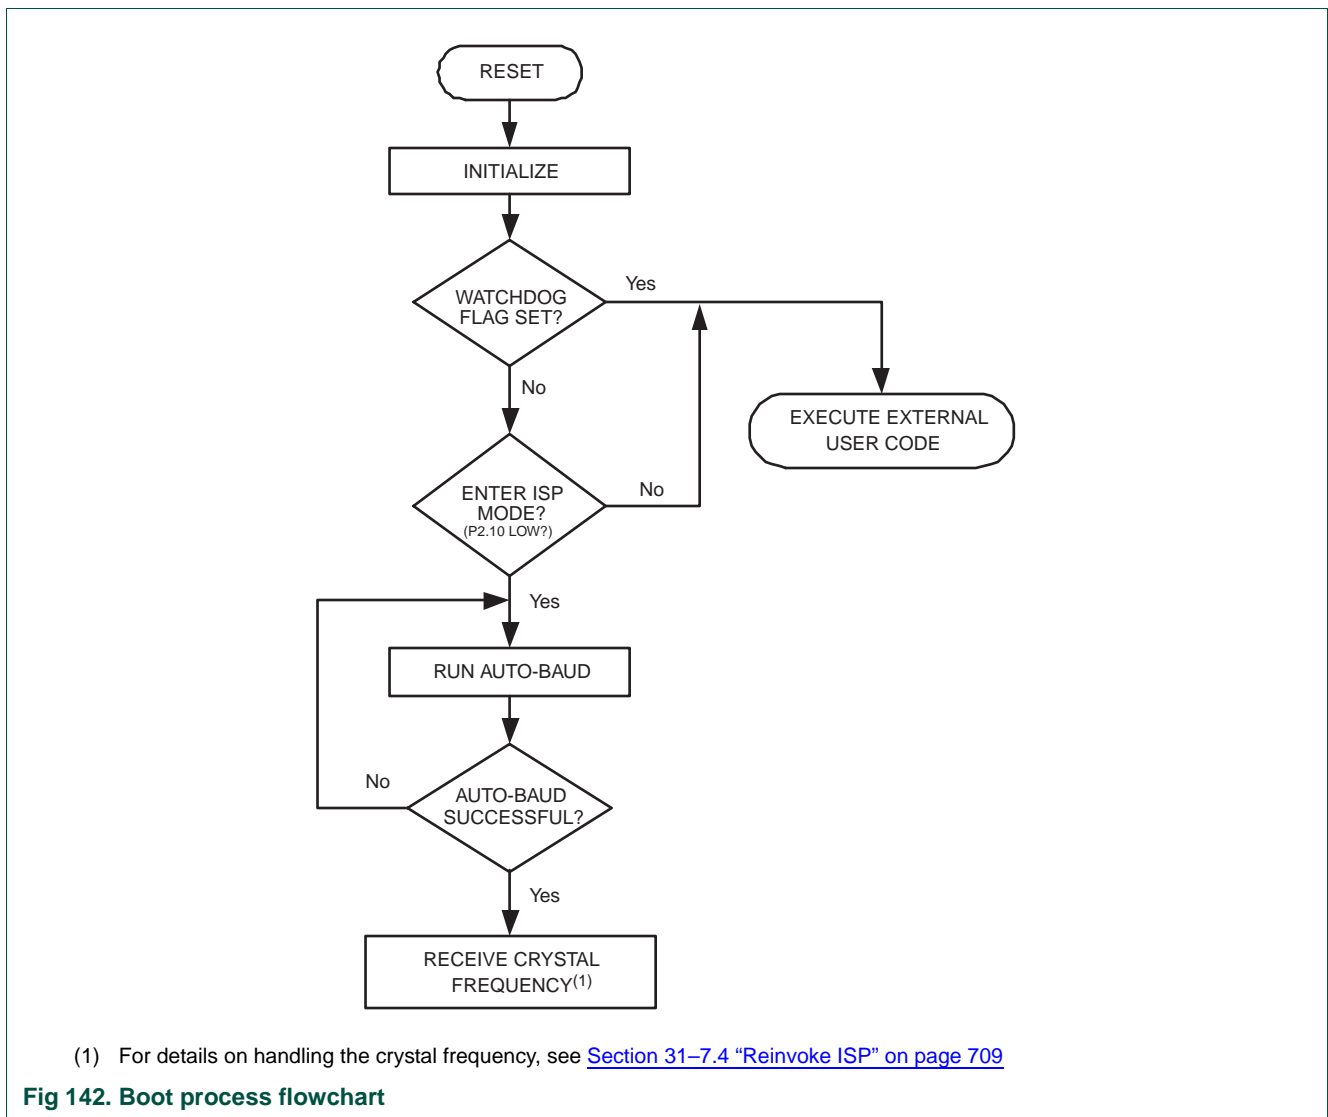 RESET
INITIALIZE
WATCHDOG
FLAG SET?
Yes
No
EXECUTE EXTERNAL
USER CODE
ENTER ISP
MODE?
(P2.10 LOW?)
No
Yes
RUN AUTO-BAUD
No
AUTO-BAUD
SUCCESSFUL?
Yes
RECEIVE CRYSTAL
FREQUENCY(1)
(1) For details on handling the crystal frequency, see Section 31–7.4 “Reinvoke ISP” on page 709
Fig 142. Boot process flowchart